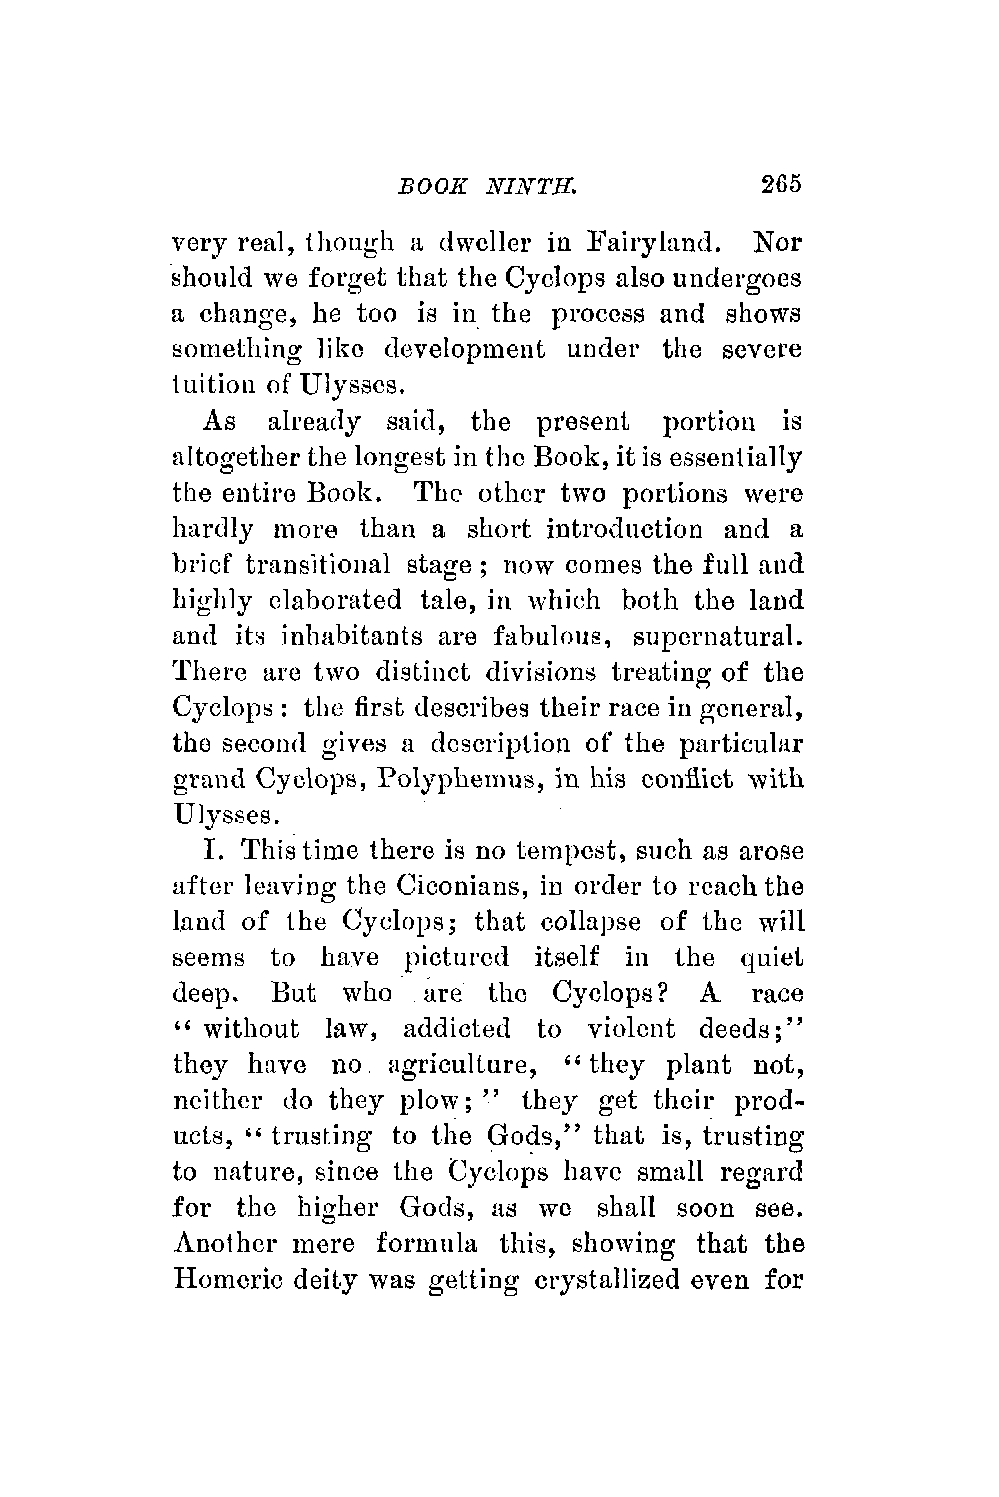 BOOK NINTH. 265
very real, though a dweller in Fairyland. Nor
should we forget that the Cyclops also undergoes
a change, he too is in the process and shows
something like development under the severe
tuition of Ulysses.
As already said, the present portion is
altogether the longest in the Book, it is essentially
the entire Book. The other two portions were
hardly more than a short introduction and a
brief transitional stage; now comes the full and
highly elaborated tale, in which both the land
and its inhabitants are fabulous, supernatural.
There are two distinct divisions treating of the
Cyclops: the first describes their race in general,
the second gives a description of the particular
grand Cyclops, Polyphemus, in his conflict with
Ulysses.
I. This time there is no tempest, such as arose
after leaving the Ciconians, in order to reach the
land of the Cyclops; that collapse of the will
seems to have pictured itself in the quiet
deep. But who are the Cyclops? A race
“ without law, addicted to violent deeds;”
they have no agriculture, “ they plant not,
neither do they plow; ” they get their prod-
ucts, “ trusting to the Gods,” that is, trusting
to nature, since the Cyclops have small regard
for the higher Gods, as we shall soon see.
Another mere formula this, showing that the
Homeric deity was getting crystallized even for